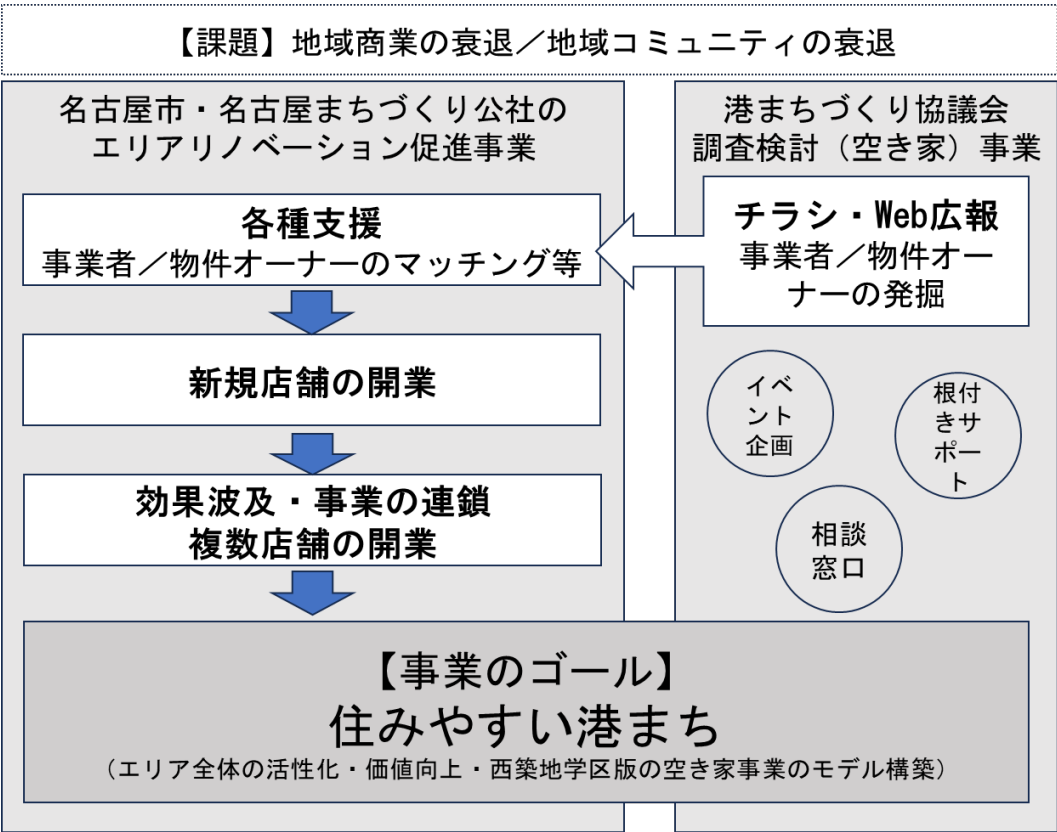 【課題】地域商業の衰退／地域コミュニティの衰退
名古屋市・名古屋まちづくり公社の
エリアリノベーション促進事業
各種支援
事業者／物件オーナーのマッチング等
新規店舗の開業
効果波及・事業の連鎖
複数店舗の開業
港まちづくり協議会
調査検討（空き家）事業
チラシ・Web広報
事業者／物件オー
ナーの発掘
イベ
ント
企画
根付
きサ
ポー
ト
相談
窓口
【事業のゴール】
住みやすい港まち
（エリア全体の活性化・価値向上・西築地学区版の空き家事業のモデル構築）